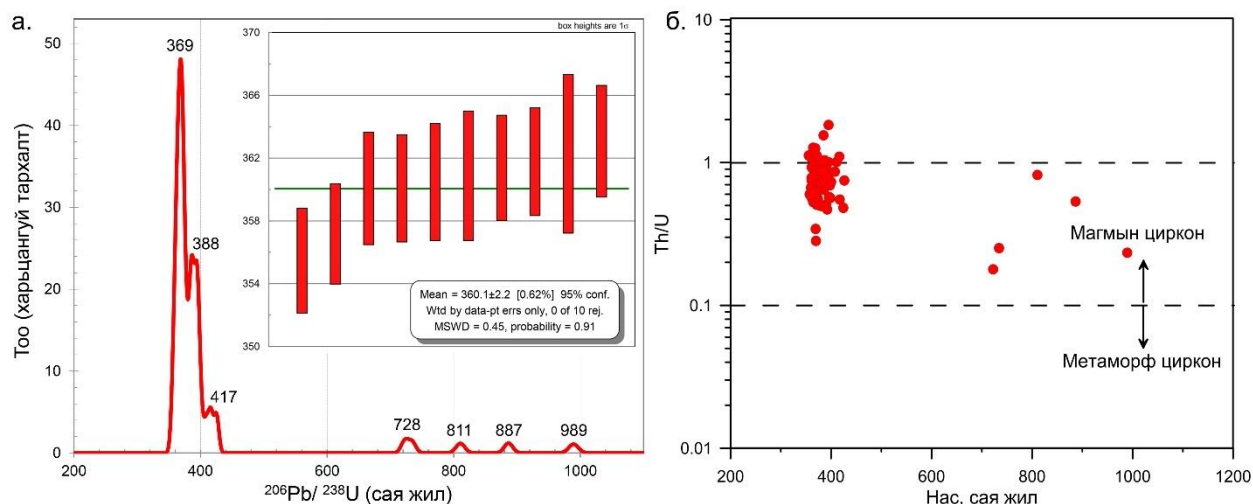 а.
Тоо (харьцангуй тархалт)
50
40
30
20
10
0
369
388
417
728
811
887
989
200
400
600
800
1000
²⁰⁶Pb/ ²³⁸U (сая жил)
box heights are 1σ
370
366
362
358
354
350
Mean = 360.1±2.2 [0.62%] 95% conf.
Wtd by data-pt errs only, 0 of 10 rej.
MSWD = 0.45, probability = 0.91
б.
Th/U
10
1
0.1
0.01
Магмын циркон
Метаморф циркон
200
400
600
800
1000
1200
Нас, сая жил